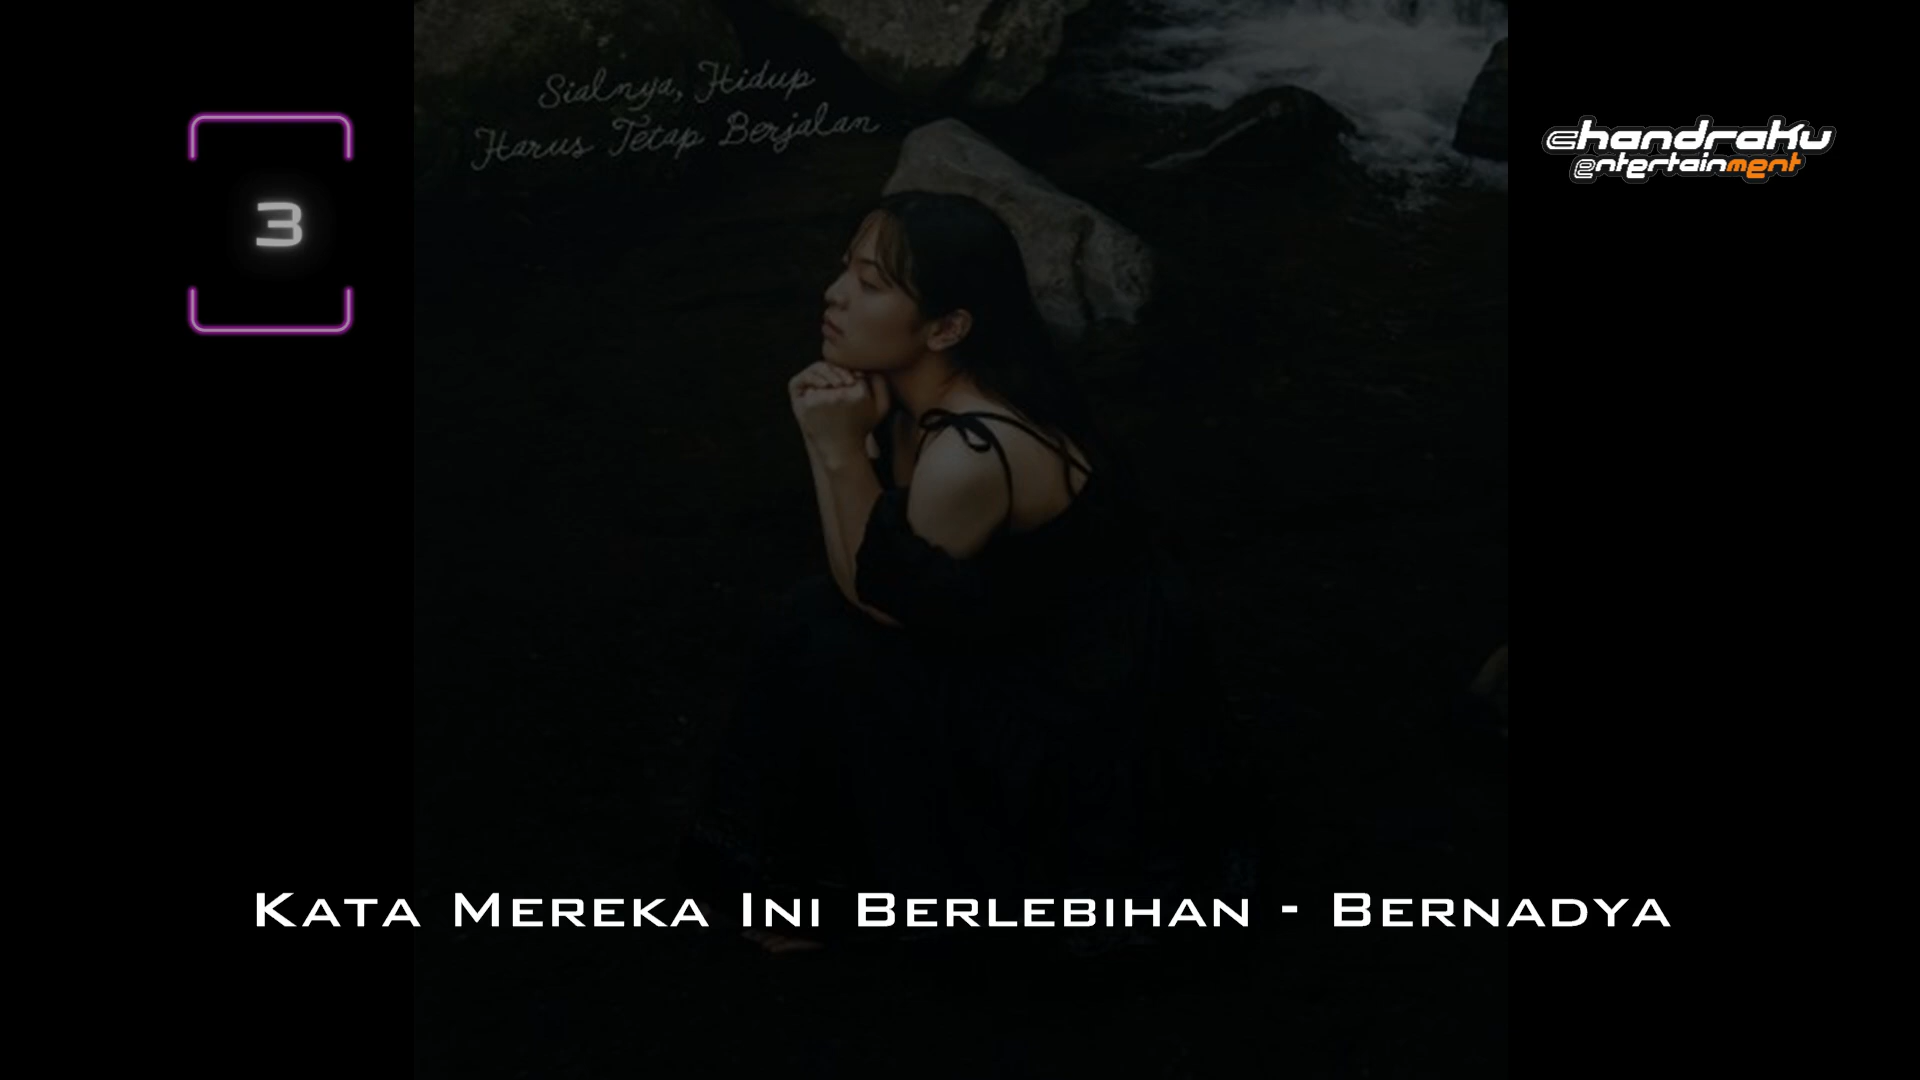 Sialnya, Hidup
Harus Tetap Berjalan
3
chandraku
entertainment
Kata Mereka Ini Berlebihan - Bernadya